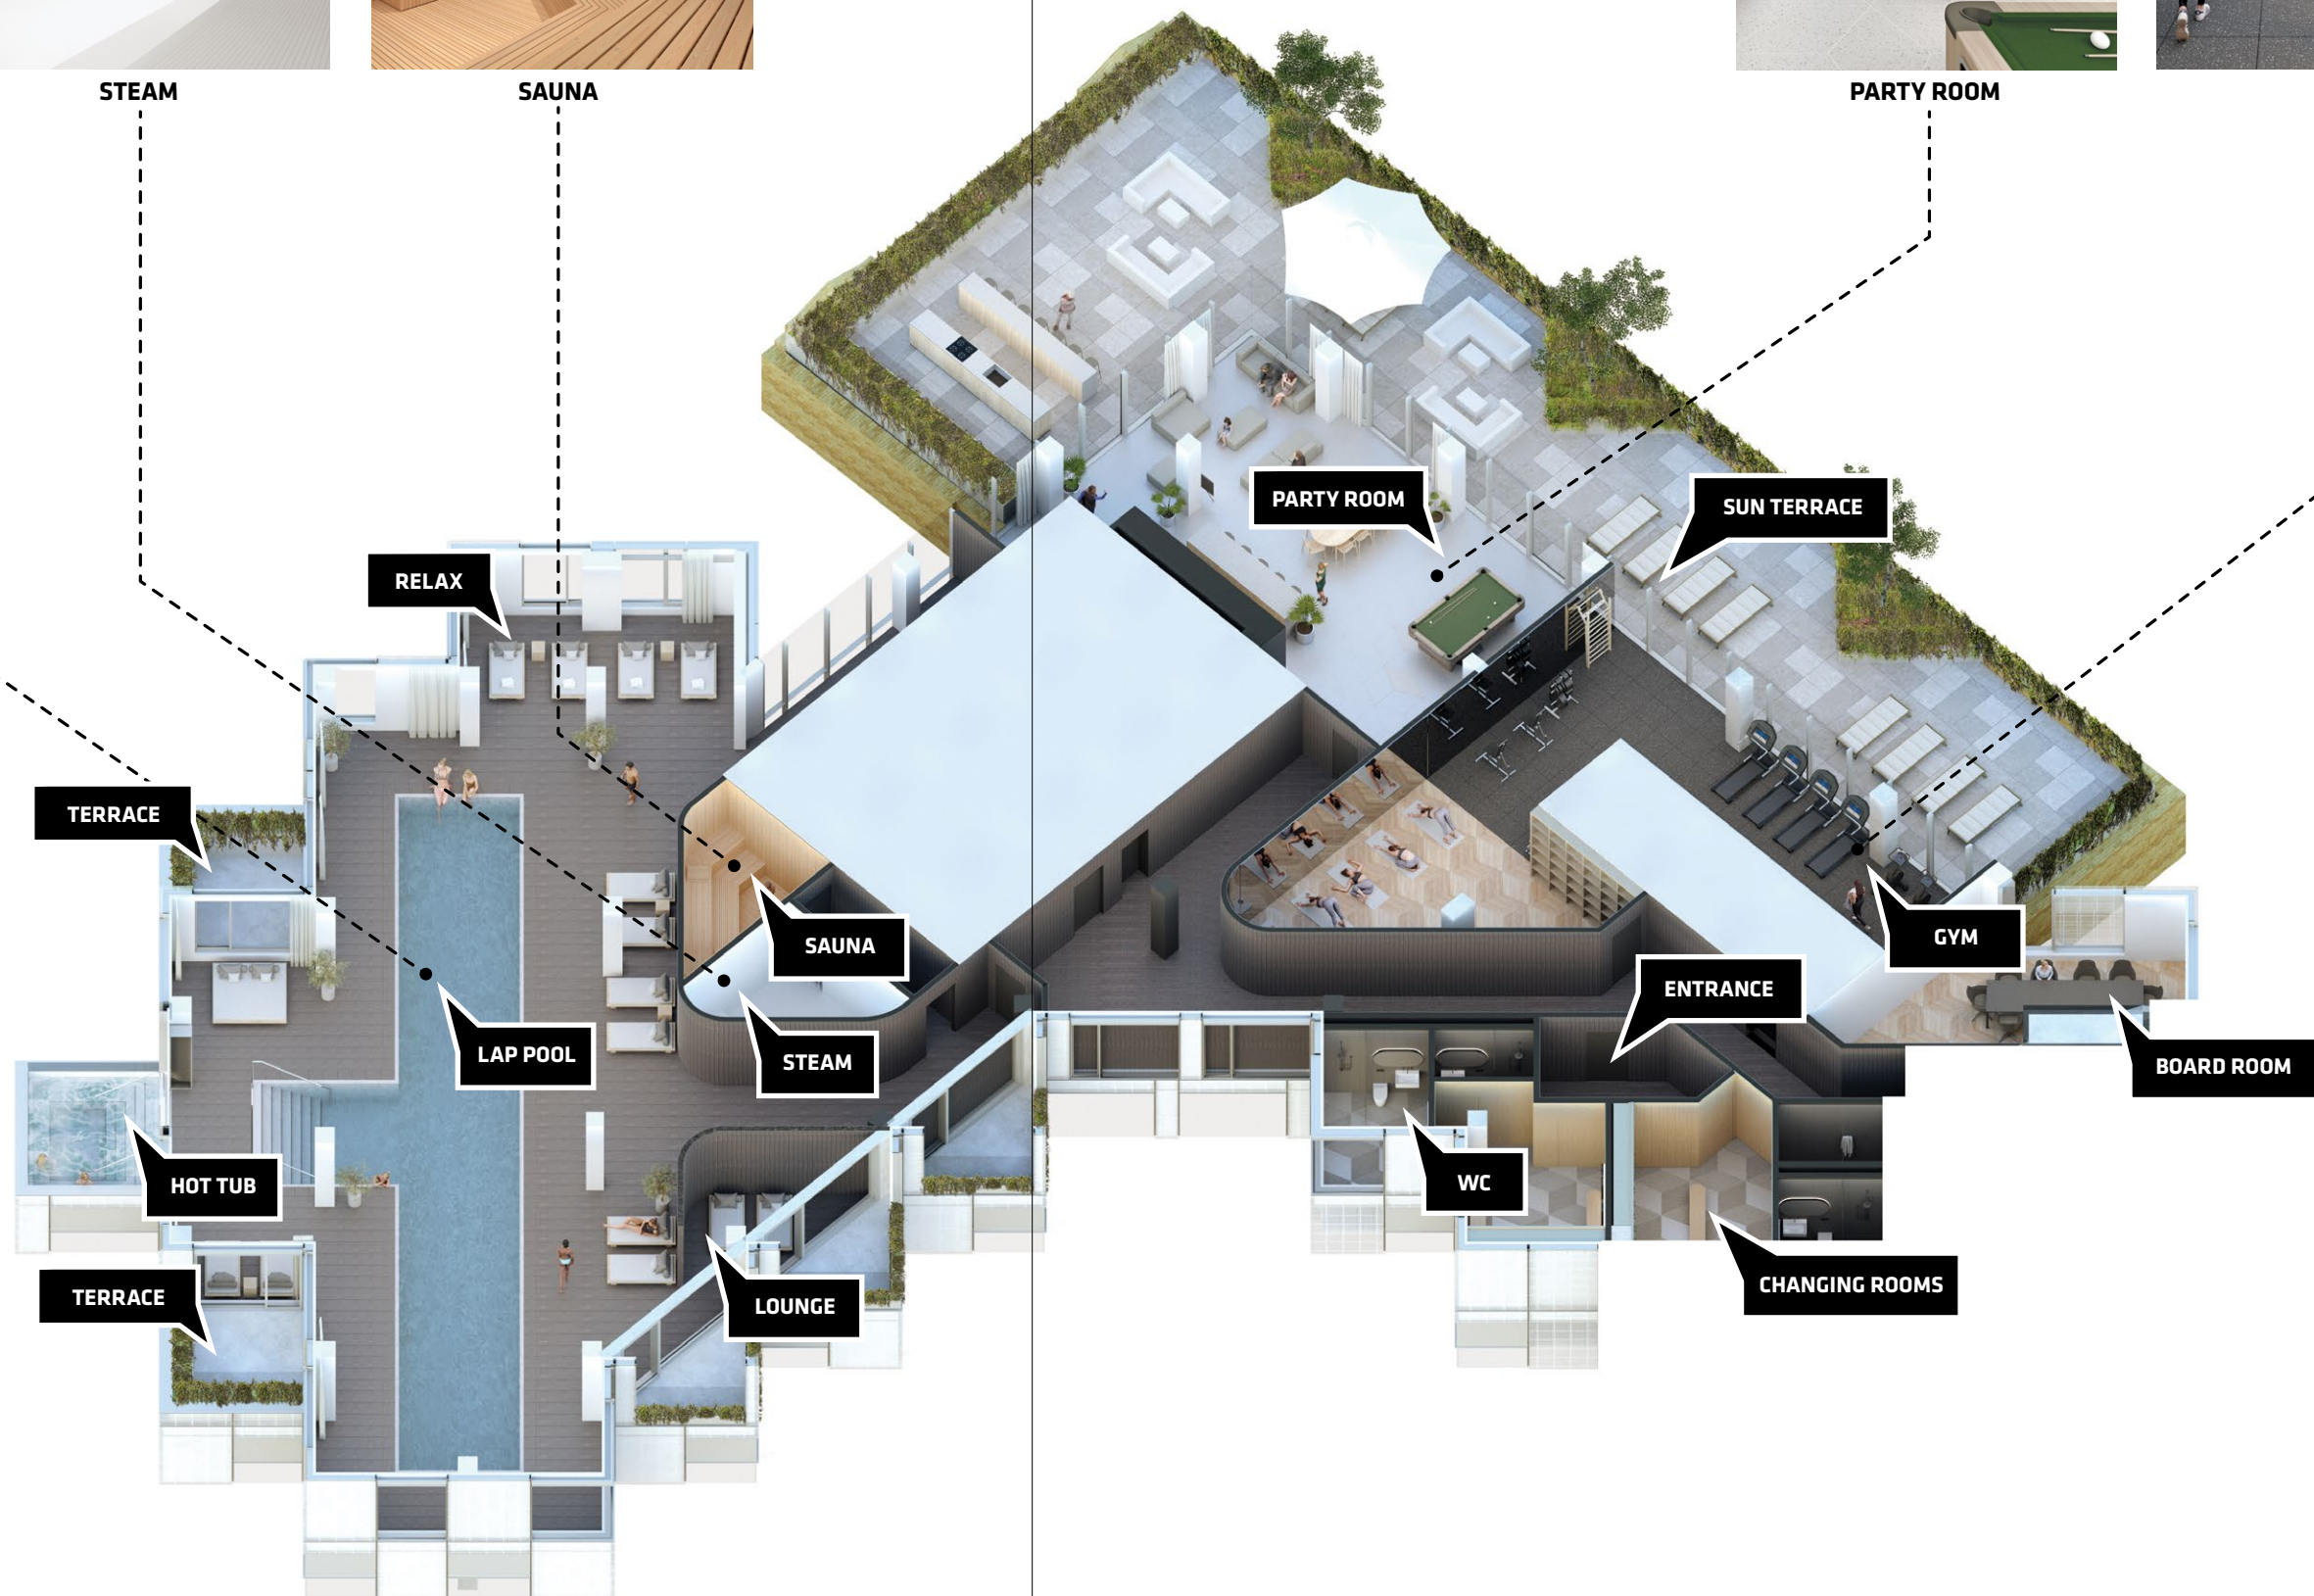 STEAM
SAUNA
PARTY ROOM
PARTY ROOM
SUN TERRACE
RELAX
TERRACE
SAUNA
GYM
ENTRANCE
LAP POOL
STEAM
BOARD ROOM
HOT TUB
WC
TERRACE
LOUNGE
CHANGING ROOMS